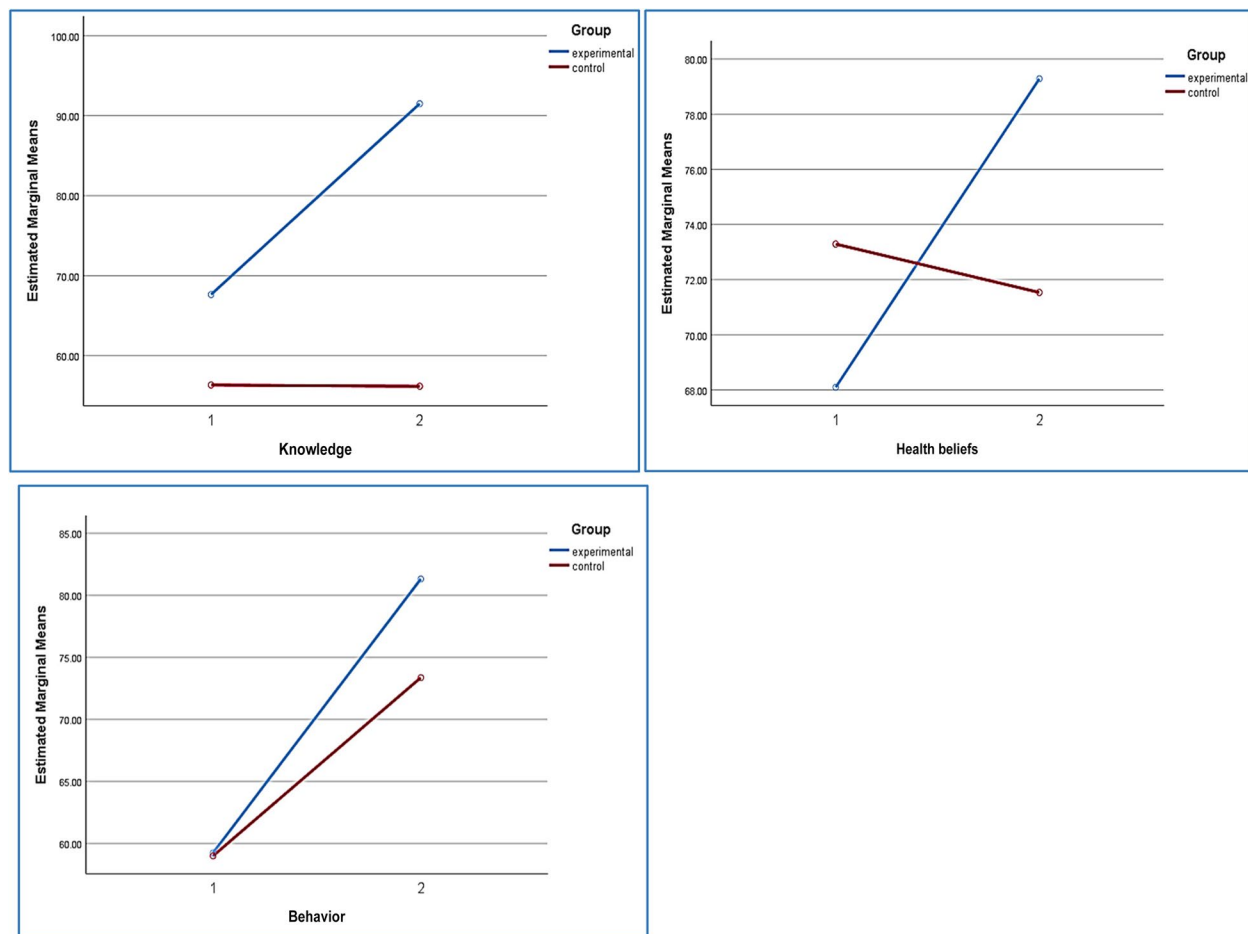 Group
experimental
control
Estimated Marginal Means
100.00
90.00
80.00
70.00
60.00
1 2
Knowledge
Group
experimental
control
Estimated Marginal Means
80.00
78.00
76.00
74.00
72.00
70.00
68.00
1 2
Health beliefs
Group
experimental
control
Estimated Marginal Means
85.00
80.00
75.00
70.00
65.00
60.00
1 2
Behavior